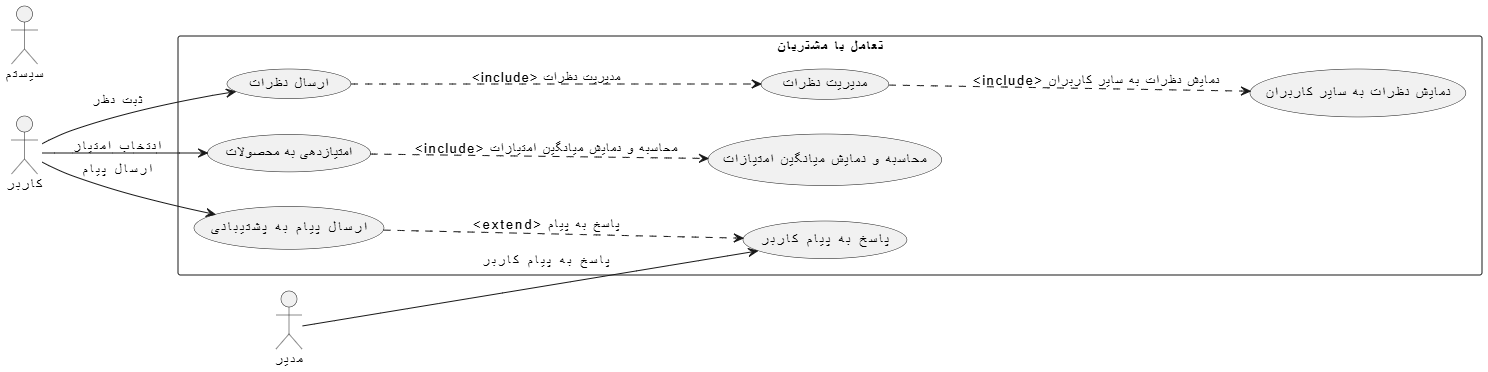 تعامل با مشتریان
سیستم
ارسال نظرات
<include> مدیریت نظرات
مدیریت نظرات
<include> نمایش نظرات به سایر کاربران
نمایش نظرات به سایر کاربران
ثبت نظر
کاربر
انتخاب امتیاز
امتیازدهی به محصولات
<include> محاسبه و نمایش میانگین امتیازات
محاسبه و نمایش میانگین امتیازات
ارسال پیام
ارسال پیام به پشتیبانی
<extend> پاسخ به پیام
پاسخ به پیام کاربر
پاسخ به پیام کاربر
مدیر